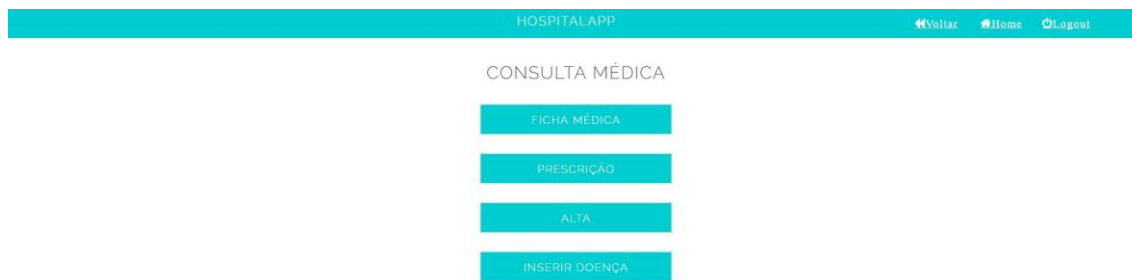 HOSPITALAPP
Voltar Home Logout
CONSULTA MÉDICA
FICHA MÉDICA
PRESCRIÇÃO
ALTA
INSERIR DOENÇA